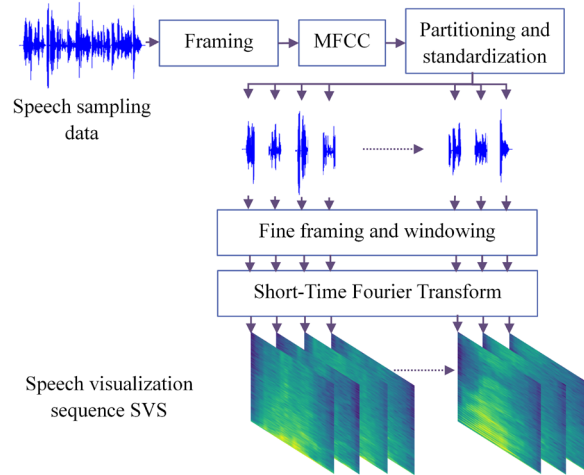 Framing
MFCC
Partitioning and
standardization
Speech sampling
data
Fine framing and windowing
Short-Time Fourier Transform
Speech visualization
sequence SVS